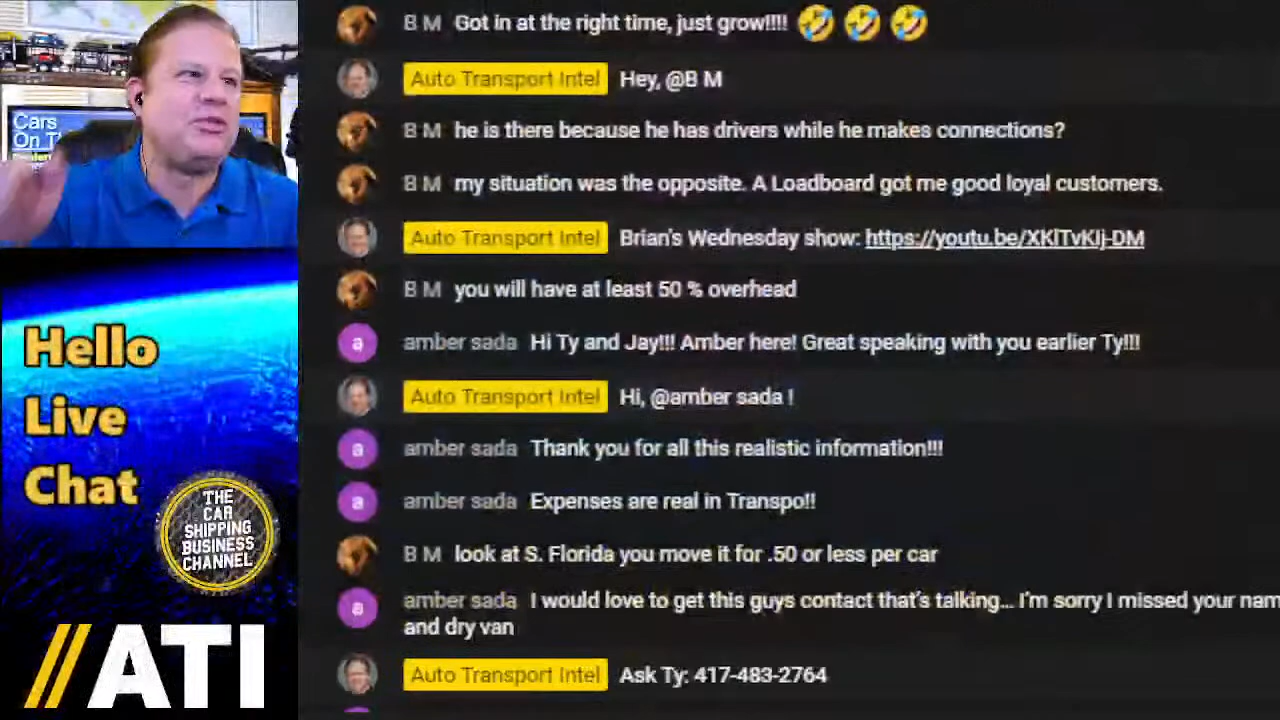 B M Got in at the right time, just grow!!!! 🤣 🤣 🤣
Auto Transport Intel Hey, @B M
B M he is there because he has drivers while he makes connections?
B M my situation was the opposite. A Loadboard got me good loyal customers.
Auto Transport Intel Brian's Wednesday show: https://youtu.be/XKlTvKIj-DM
B M you will have at least 50 % overhead
a amber sada Hi Ty and Jay!!! Amber here! Great speaking with you earlier Ty!!!
Auto Transport Intel Hi, @amber sada !
a amber sada Thank you for all this realistic information!!!
a amber sada Expenses are real in Transpo!!
B M look at S. Florida you move it for .50 or less per car
a amber sada I would love to get this guys contact that's talking... I'm sorry I missed your nam
and dry van
Auto Transport Intel Ask Ty: 417-483-2764
Cars
Hello
Live
Chat
THE
CAR
SHIPPING
BUSINESS
CHANNEL
//ATI